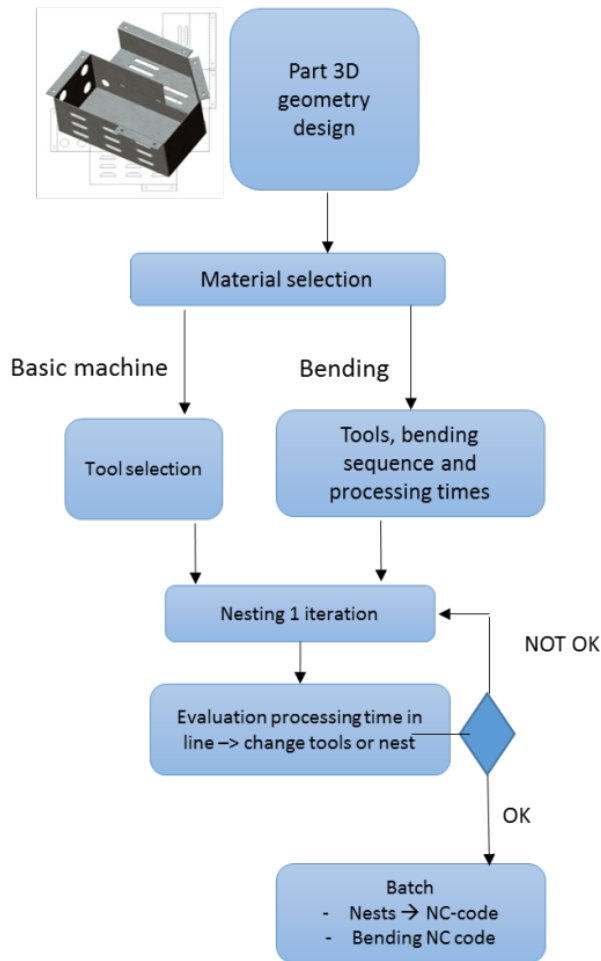 Part 3D
geometry
design
Material selection
Basic machine
Bending
Tool selection
Tools, bending
sequence and
processing times
Nesting 1 iteration
NOT OK
Evaluation processing time in
line –> change tools or nest
OK
Batch
- Nests → NC-code
- Bending NC code